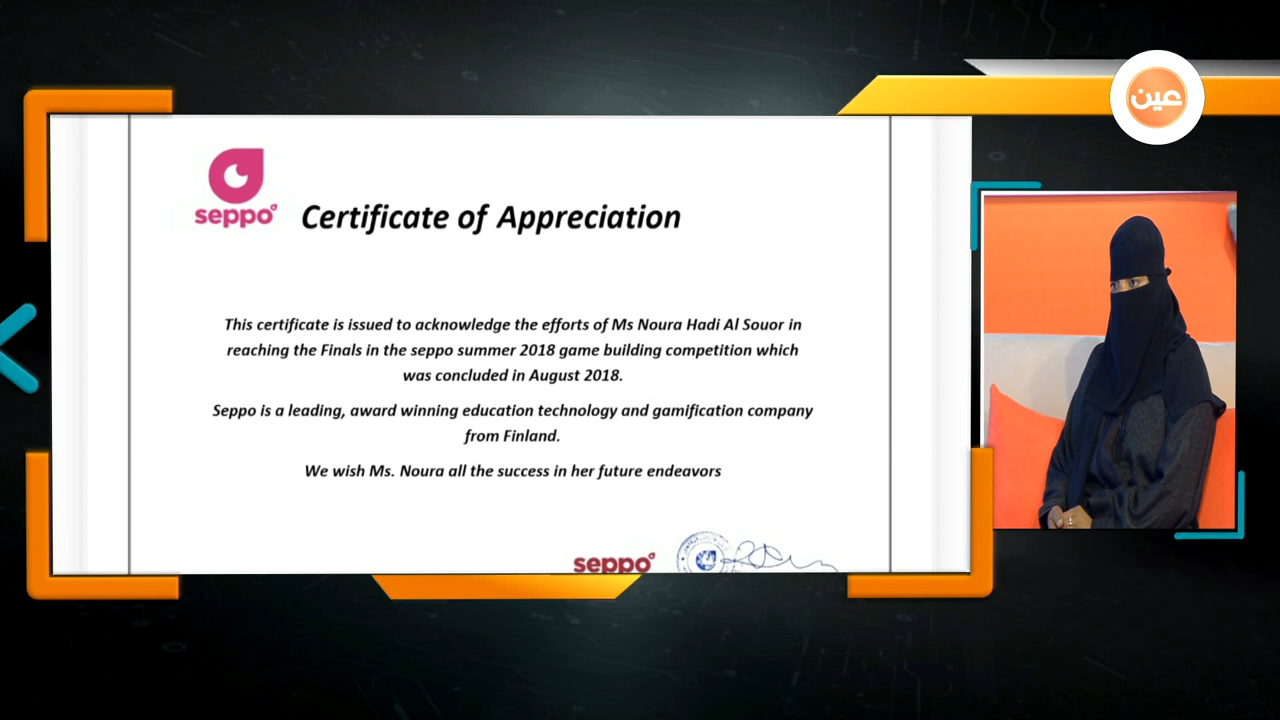 عين
seppo
Certificate of Appreciation
This certificate is issued to acknowledge the efforts of Ms Noura Hadi Al Souor in
reaching the Finals in the seppo summer 2018 game building competition which
was concluded in August 2018.
Seppo is a leading, award winning education technology and gamification company
from Finland.
We wish Ms. Noura all the success in her future endeavors
seppo